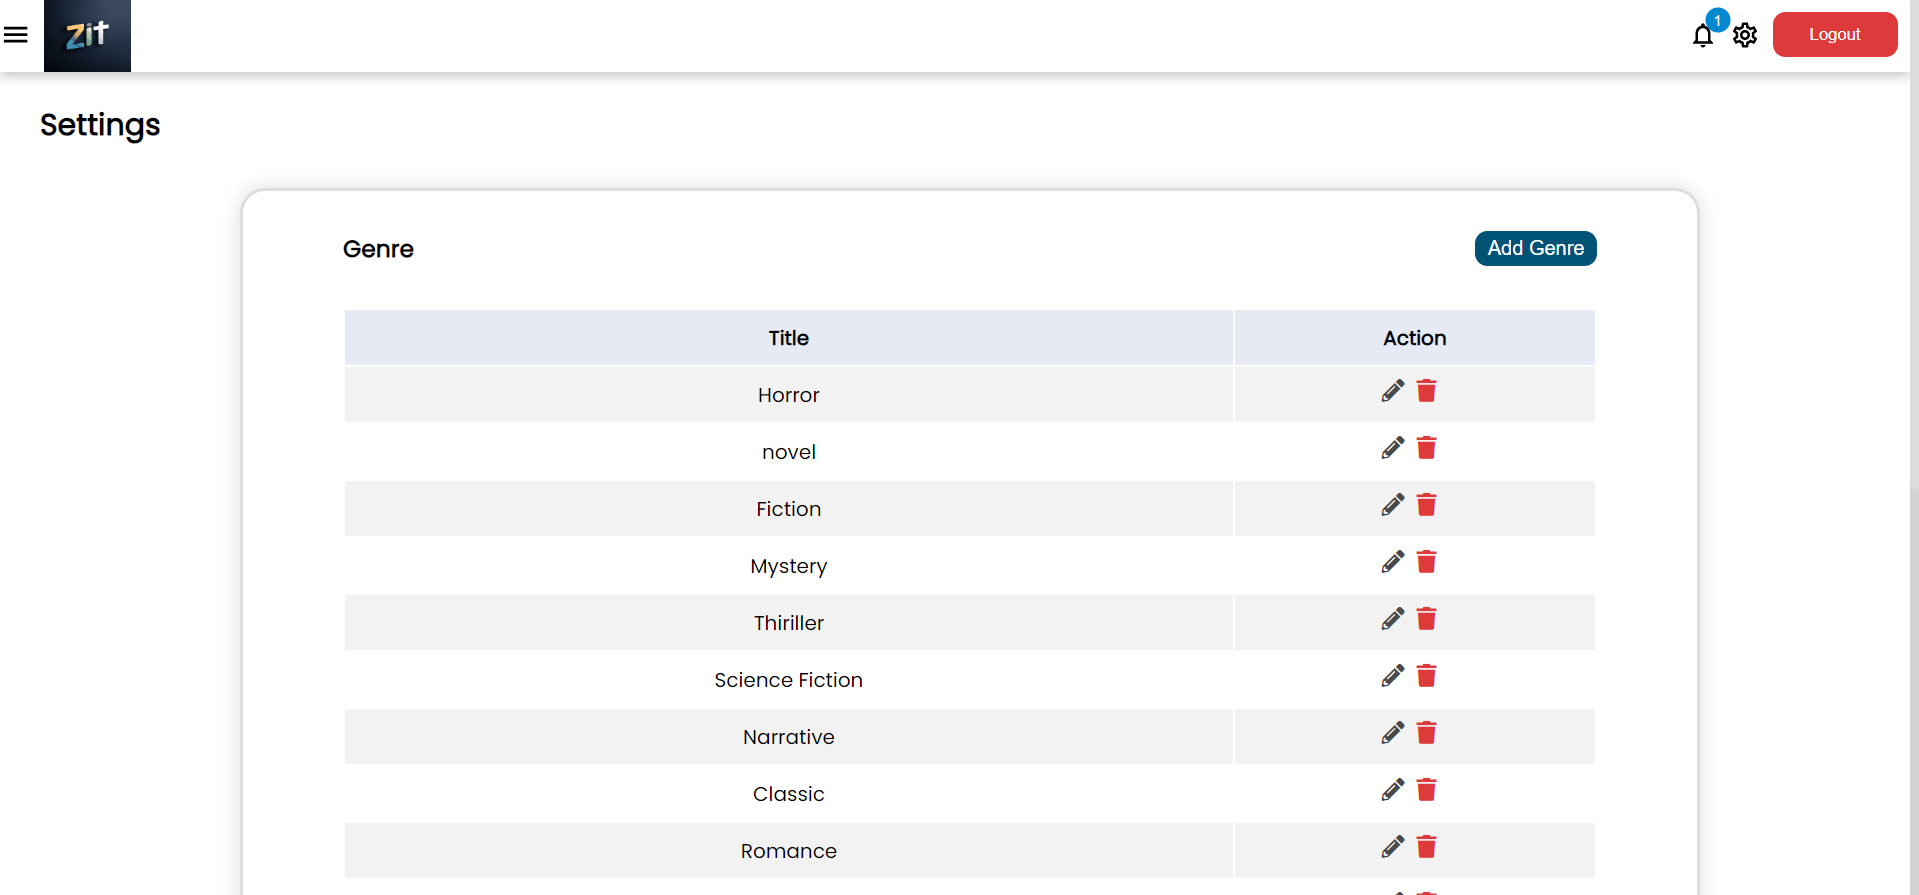 Zit
1
Logout
Settings
Genre
Add Genre
Title Action
Horror
novel
Fiction
Mystery
Thiriller
Science Fiction
Narrative
Classic
Romance